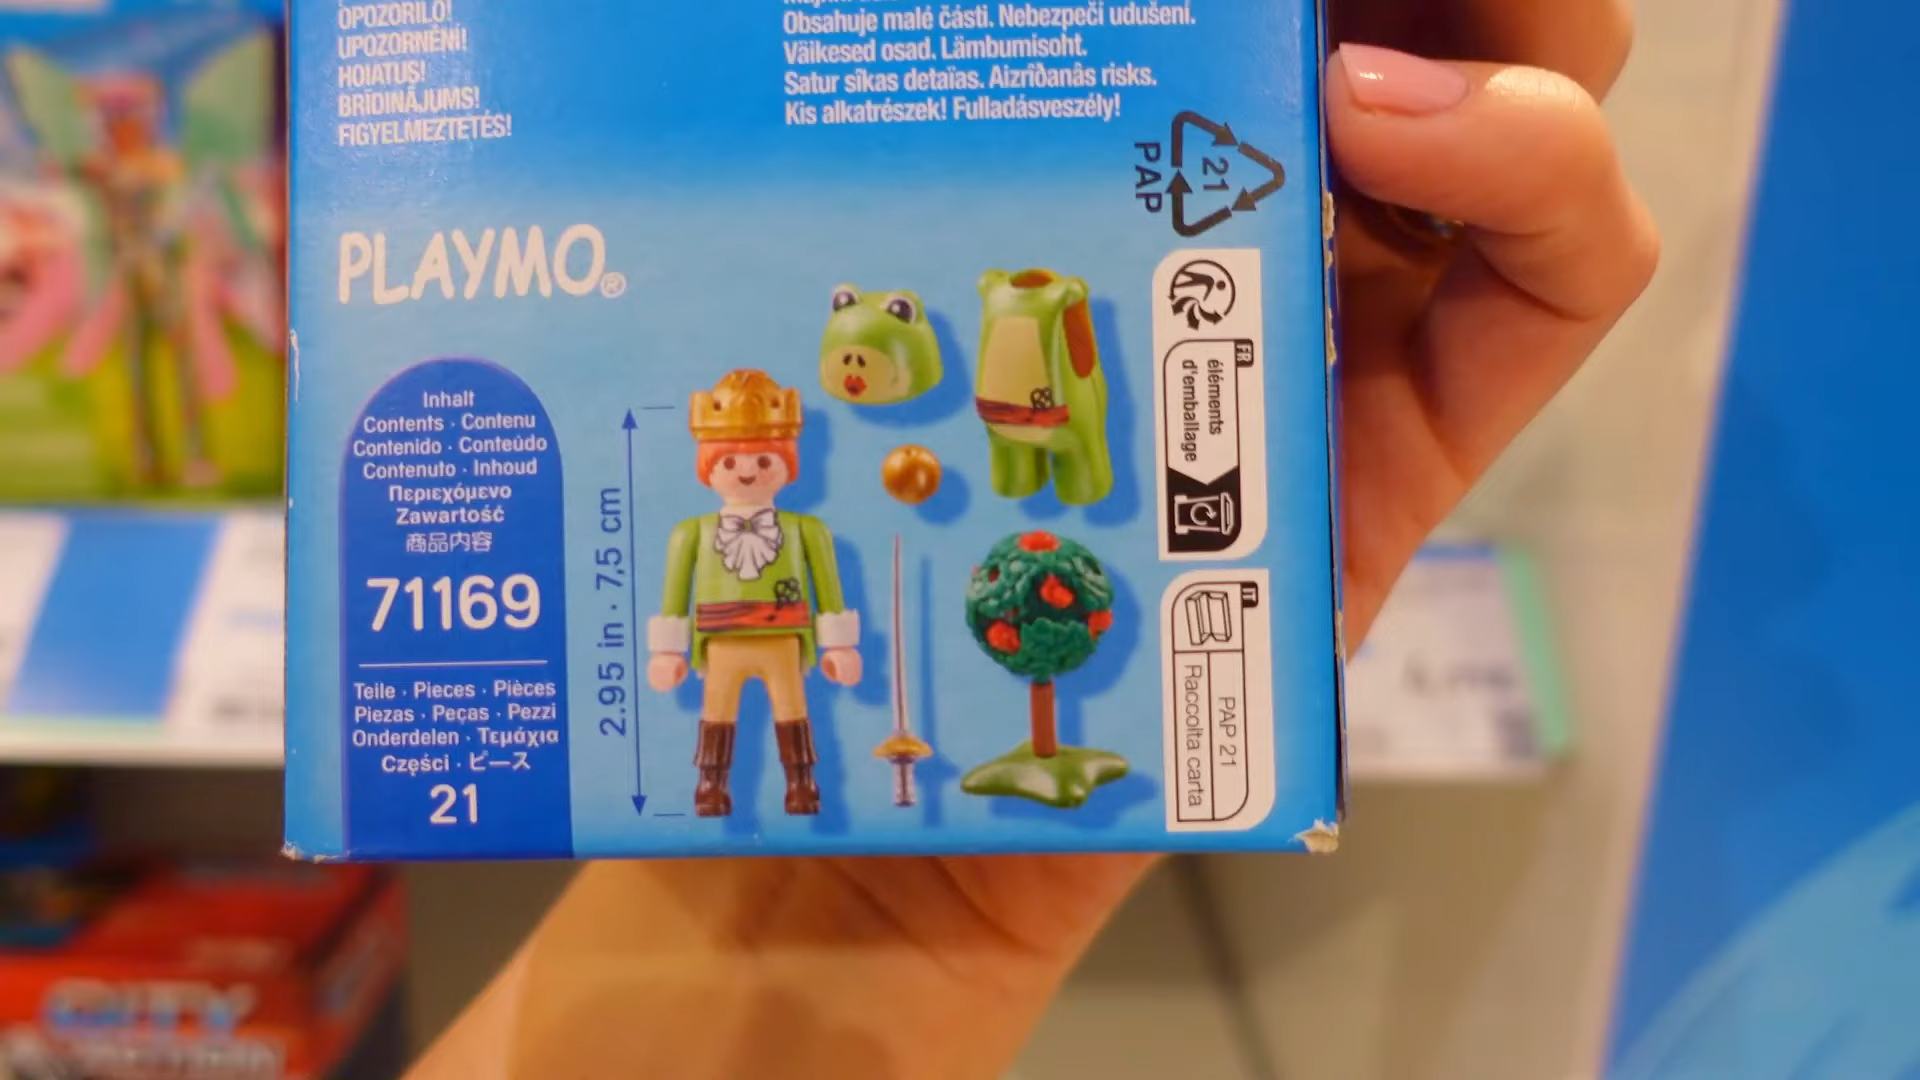 OPOZORILO!
UPOZORNĚNÍ!
HOIATUS!
BRĪDINĀJUMS!
FIGYELMEZTETÉS!
Obsahuje malé části. Nebezpečí udušení.
Väikesed osad. Lämbumisoht.
Satur sīkas detaļas. Aizrīšanās risks.
Kis alkatrészek! Fulladásveszély!
21
PAP
PLAYMO®
Inhalt
Contents · Contenu
Contenido · Conteúdo
Contenuto · Inhoud
Περιεχόμενο
Zawartość
商品内容
71169
Teile · Pieces · Pièces
Piezas · Peças · Pezzi
Onderdelen · Τεμάχια
Części · ピース
21
2.95 in · 7,5 cm
FR
éléments
d'emballage
IT
PAP 21
Raccolta carta
CITY